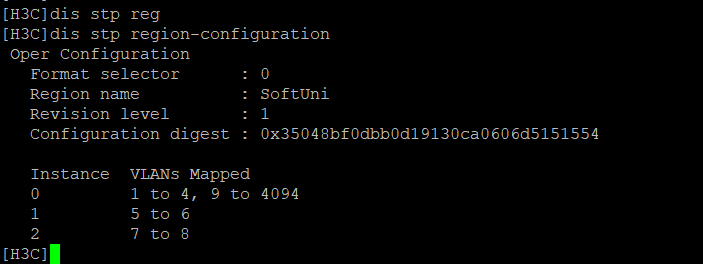 [H3C]dis stp reg
[H3C]dis stp region-configuration
Oper Configuration
Format selector : 0
Region name : SoftUni
Revision level : 1
Configuration digest : 0x35048bf0dbb0d19130ca0606d5151554
Instance VLANs Mapped
0 1 to 4, 9 to 4094
1 5 to 6
2 7 to 8
[H3C]